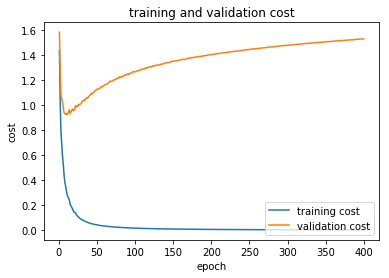 training and validation cost
1.6
1.4
1.2
1.0
0.8
0.6
0.4
0.2
0.0
cost
0 50 100 150 200 250 300 350 400
epoch
training cost
validation cost